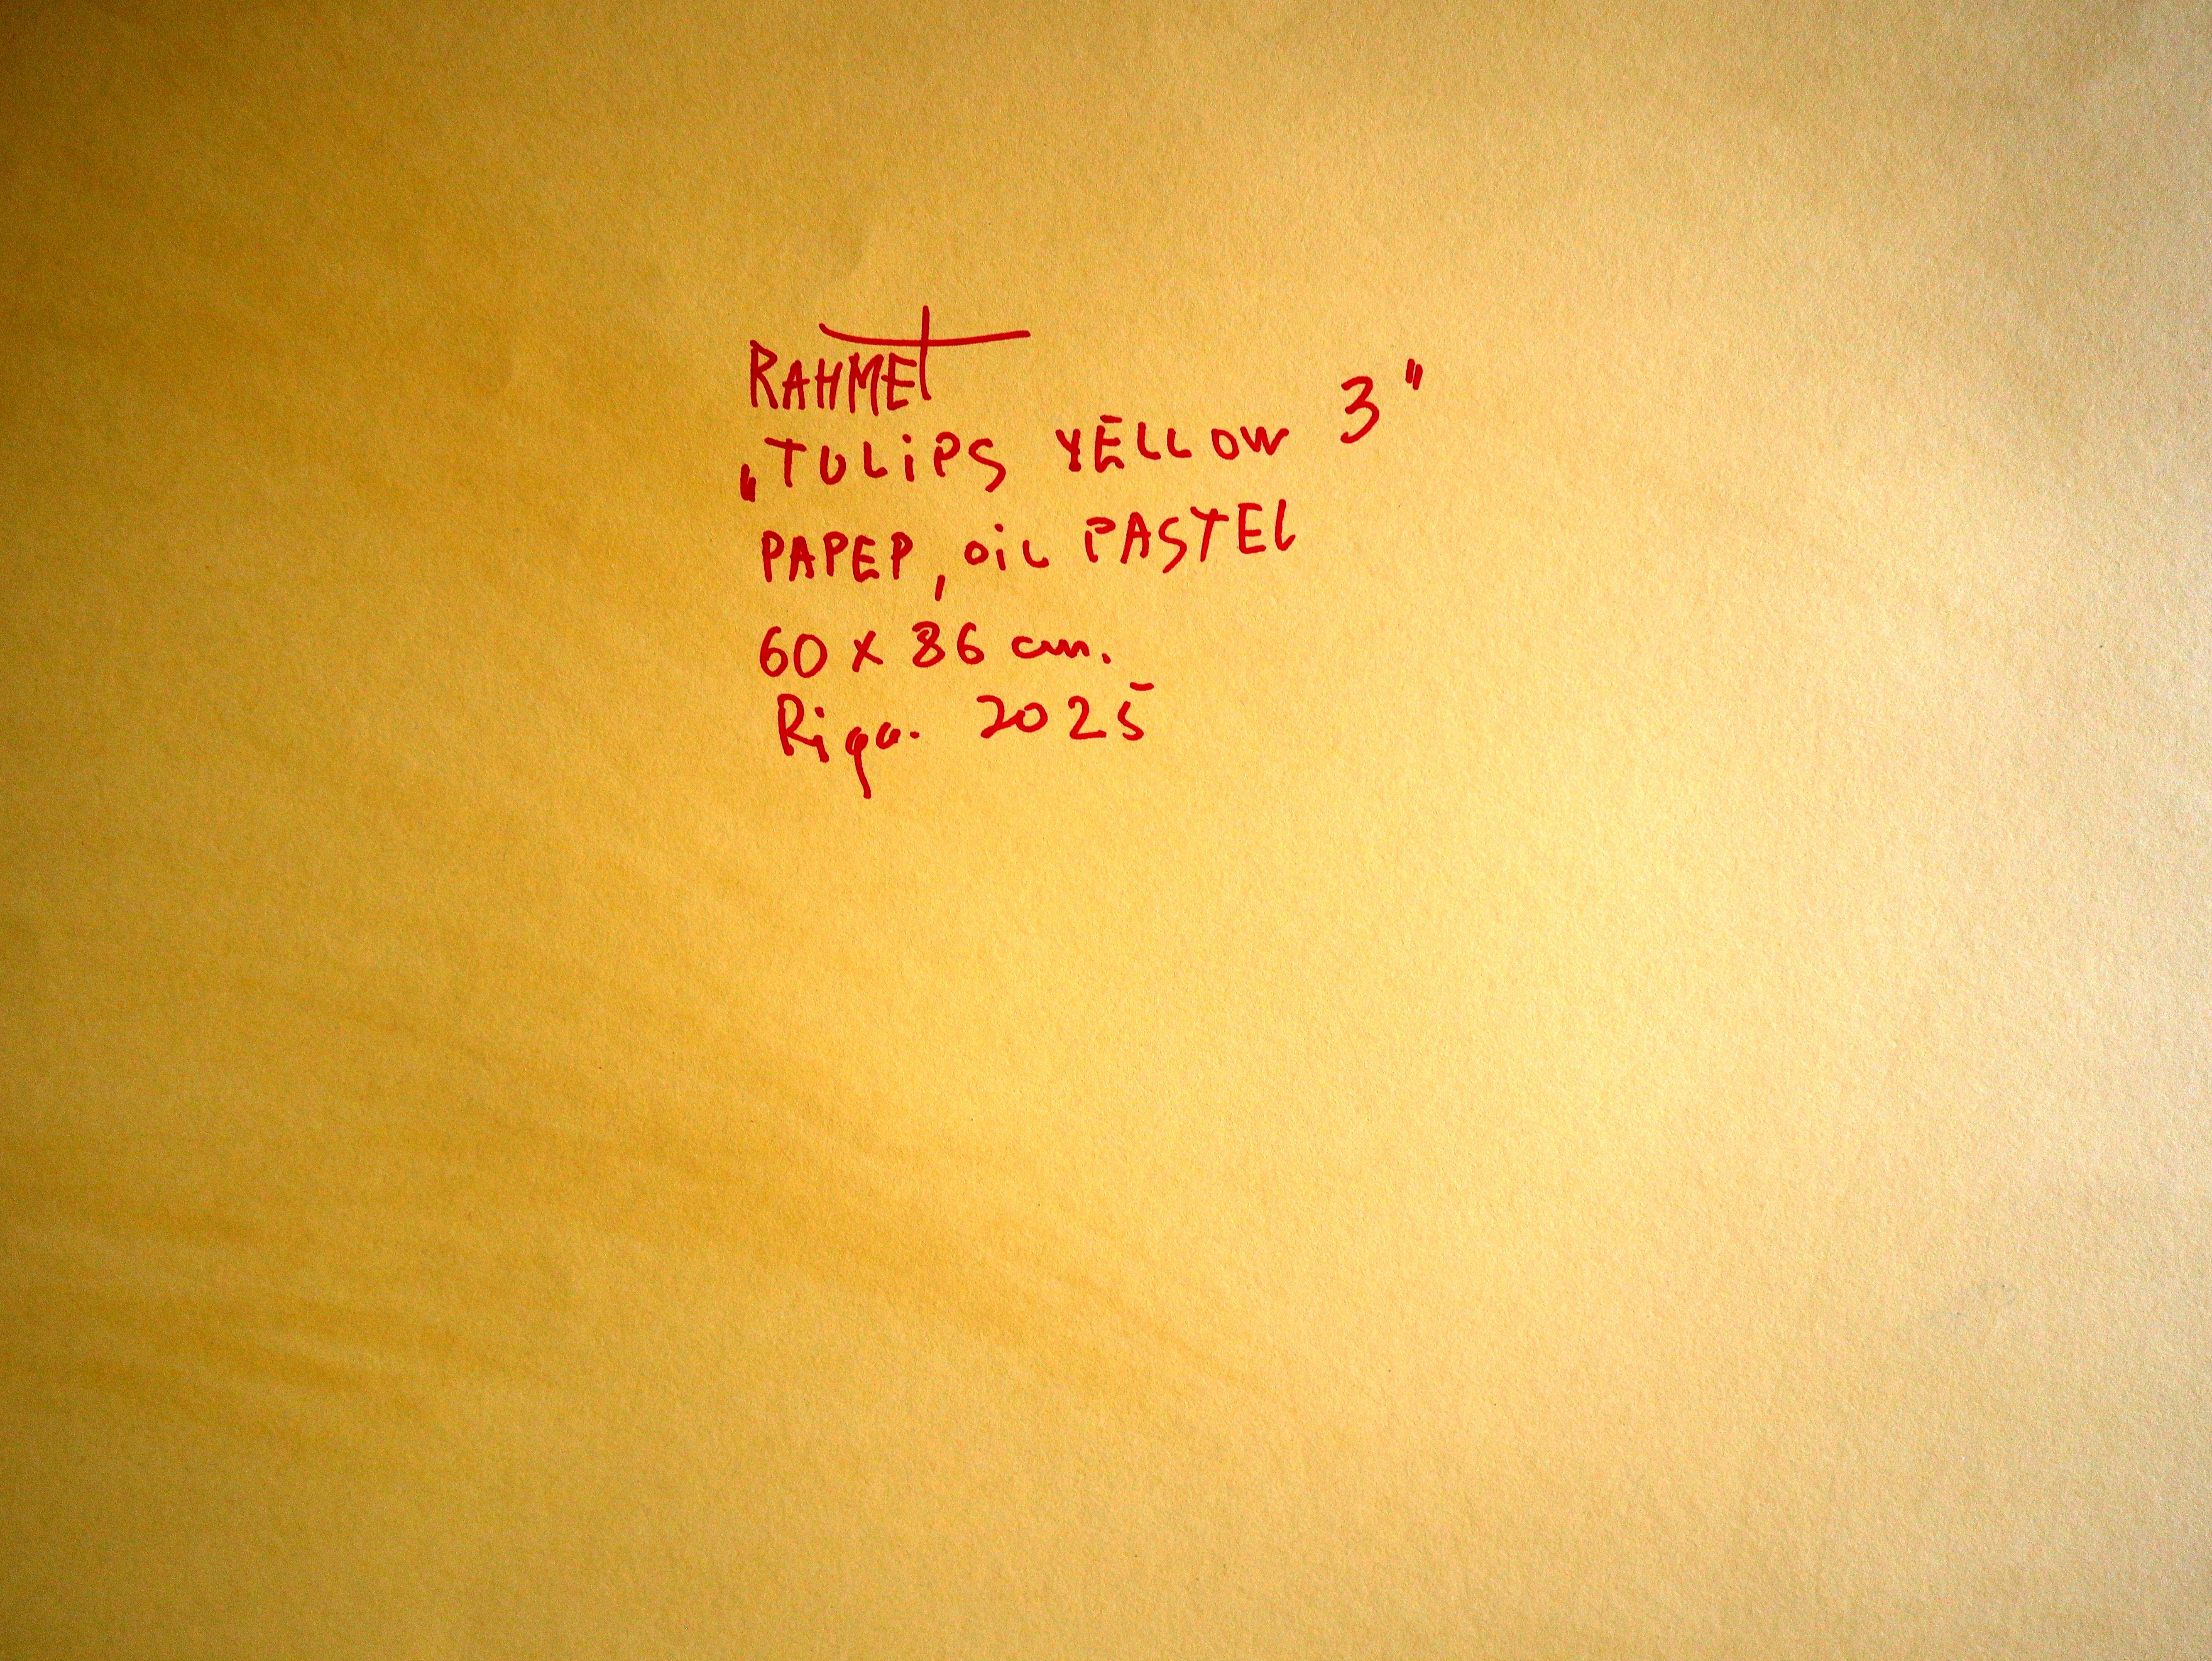 RAHMET
„TULiPS YELLOW 3"
PAPEP, OiL PASTEL
60 x 86 cm.
Riga. 2025